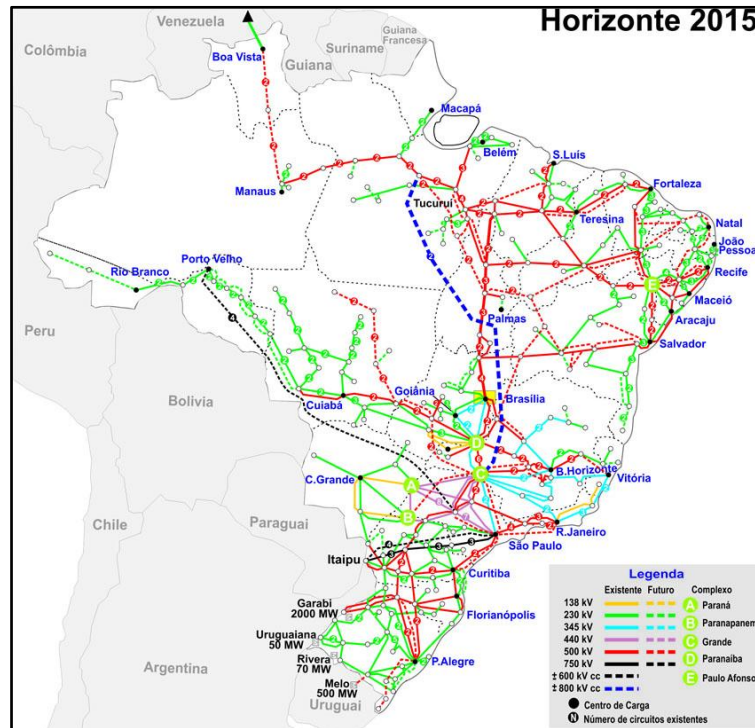 Horizonte 2015
Venezuela
Colômbia
Guiana
Suriname
Guiana
Francesa
Boa Vista
Macapá
Belém
S.Luís
Fortaleza
Manaus
Tucuruí
Teresina
Natal
João
Pessoa
Recife
Maceió
Aracaju
Salvador
E
Porto Velho
Rio Branco
Peru
Palmas
Bolívia
Cuiabá
Goiânia
Brasília
D
C
B.Horizonte
Vitória
C.Grande
A
B
R.Janeiro
São Paulo
Chile
Paraguai
Itaipu
Curitiba
Garabi
2000 MW
Florianópolis
Uruguaiana
50 MW
Rivera
70 MW
P.Alegre
Melo
500 MW
Uruguai
Argentina
Legenda
Existente Futuro Complexo
138 kV A Paraná
230 kV B Paranapanem
345 kV
440 kV C Grande
500 kV D Paranaíba
750 kV E Paulo Afonso
±600 kV cc
±800 kV cc
Centro de Carga
N Número de circuitos existentes